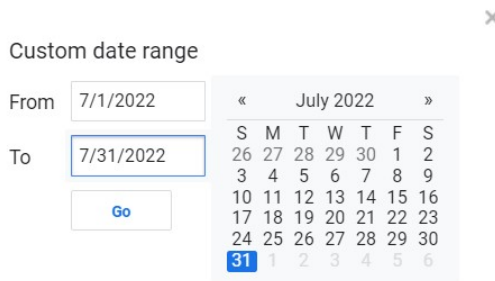 ×
Custom date range
From 7/1/2022
To 7/31/2022
Go
« July 2022 »
S M T W T F S
26 27 28 29 30 1 2
3 4 5 6 7 8 9
10 11 12 13 14 15 16
17 18 19 20 21 22 23
24 25 26 27 28 29 30
31 1 2 3 4 5 6